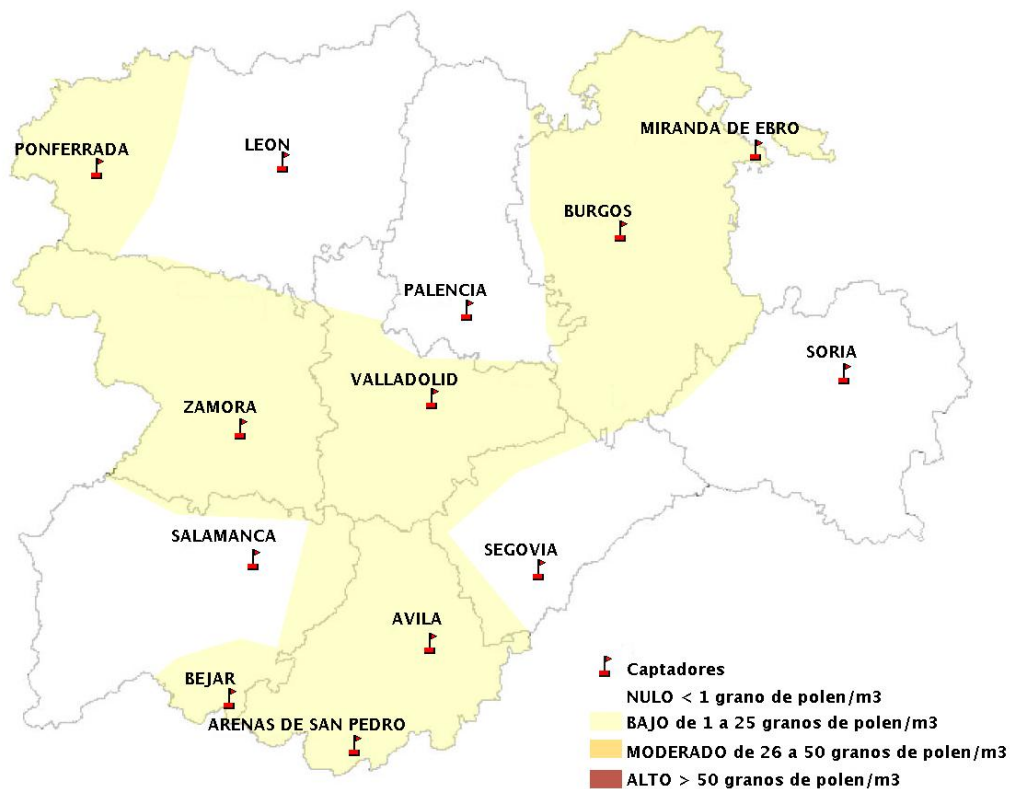 MIRANDA DE EBRO
PONFERRADA
LEON
BURGOS
PALENCIA
SORIA
VALLADOLID
ZAMORA
SALAMANCA
SEGOVIA
AVILA
BEJAR
ARENAS DE SAN PEDRO
Captadores
NULO < 1 grano de polen/m3
BAJO de 1 a 25 granos de polen/m3
MODERADO de 26 a 50 granos de polen/m3
ALTO > 50 granos de polen/m3